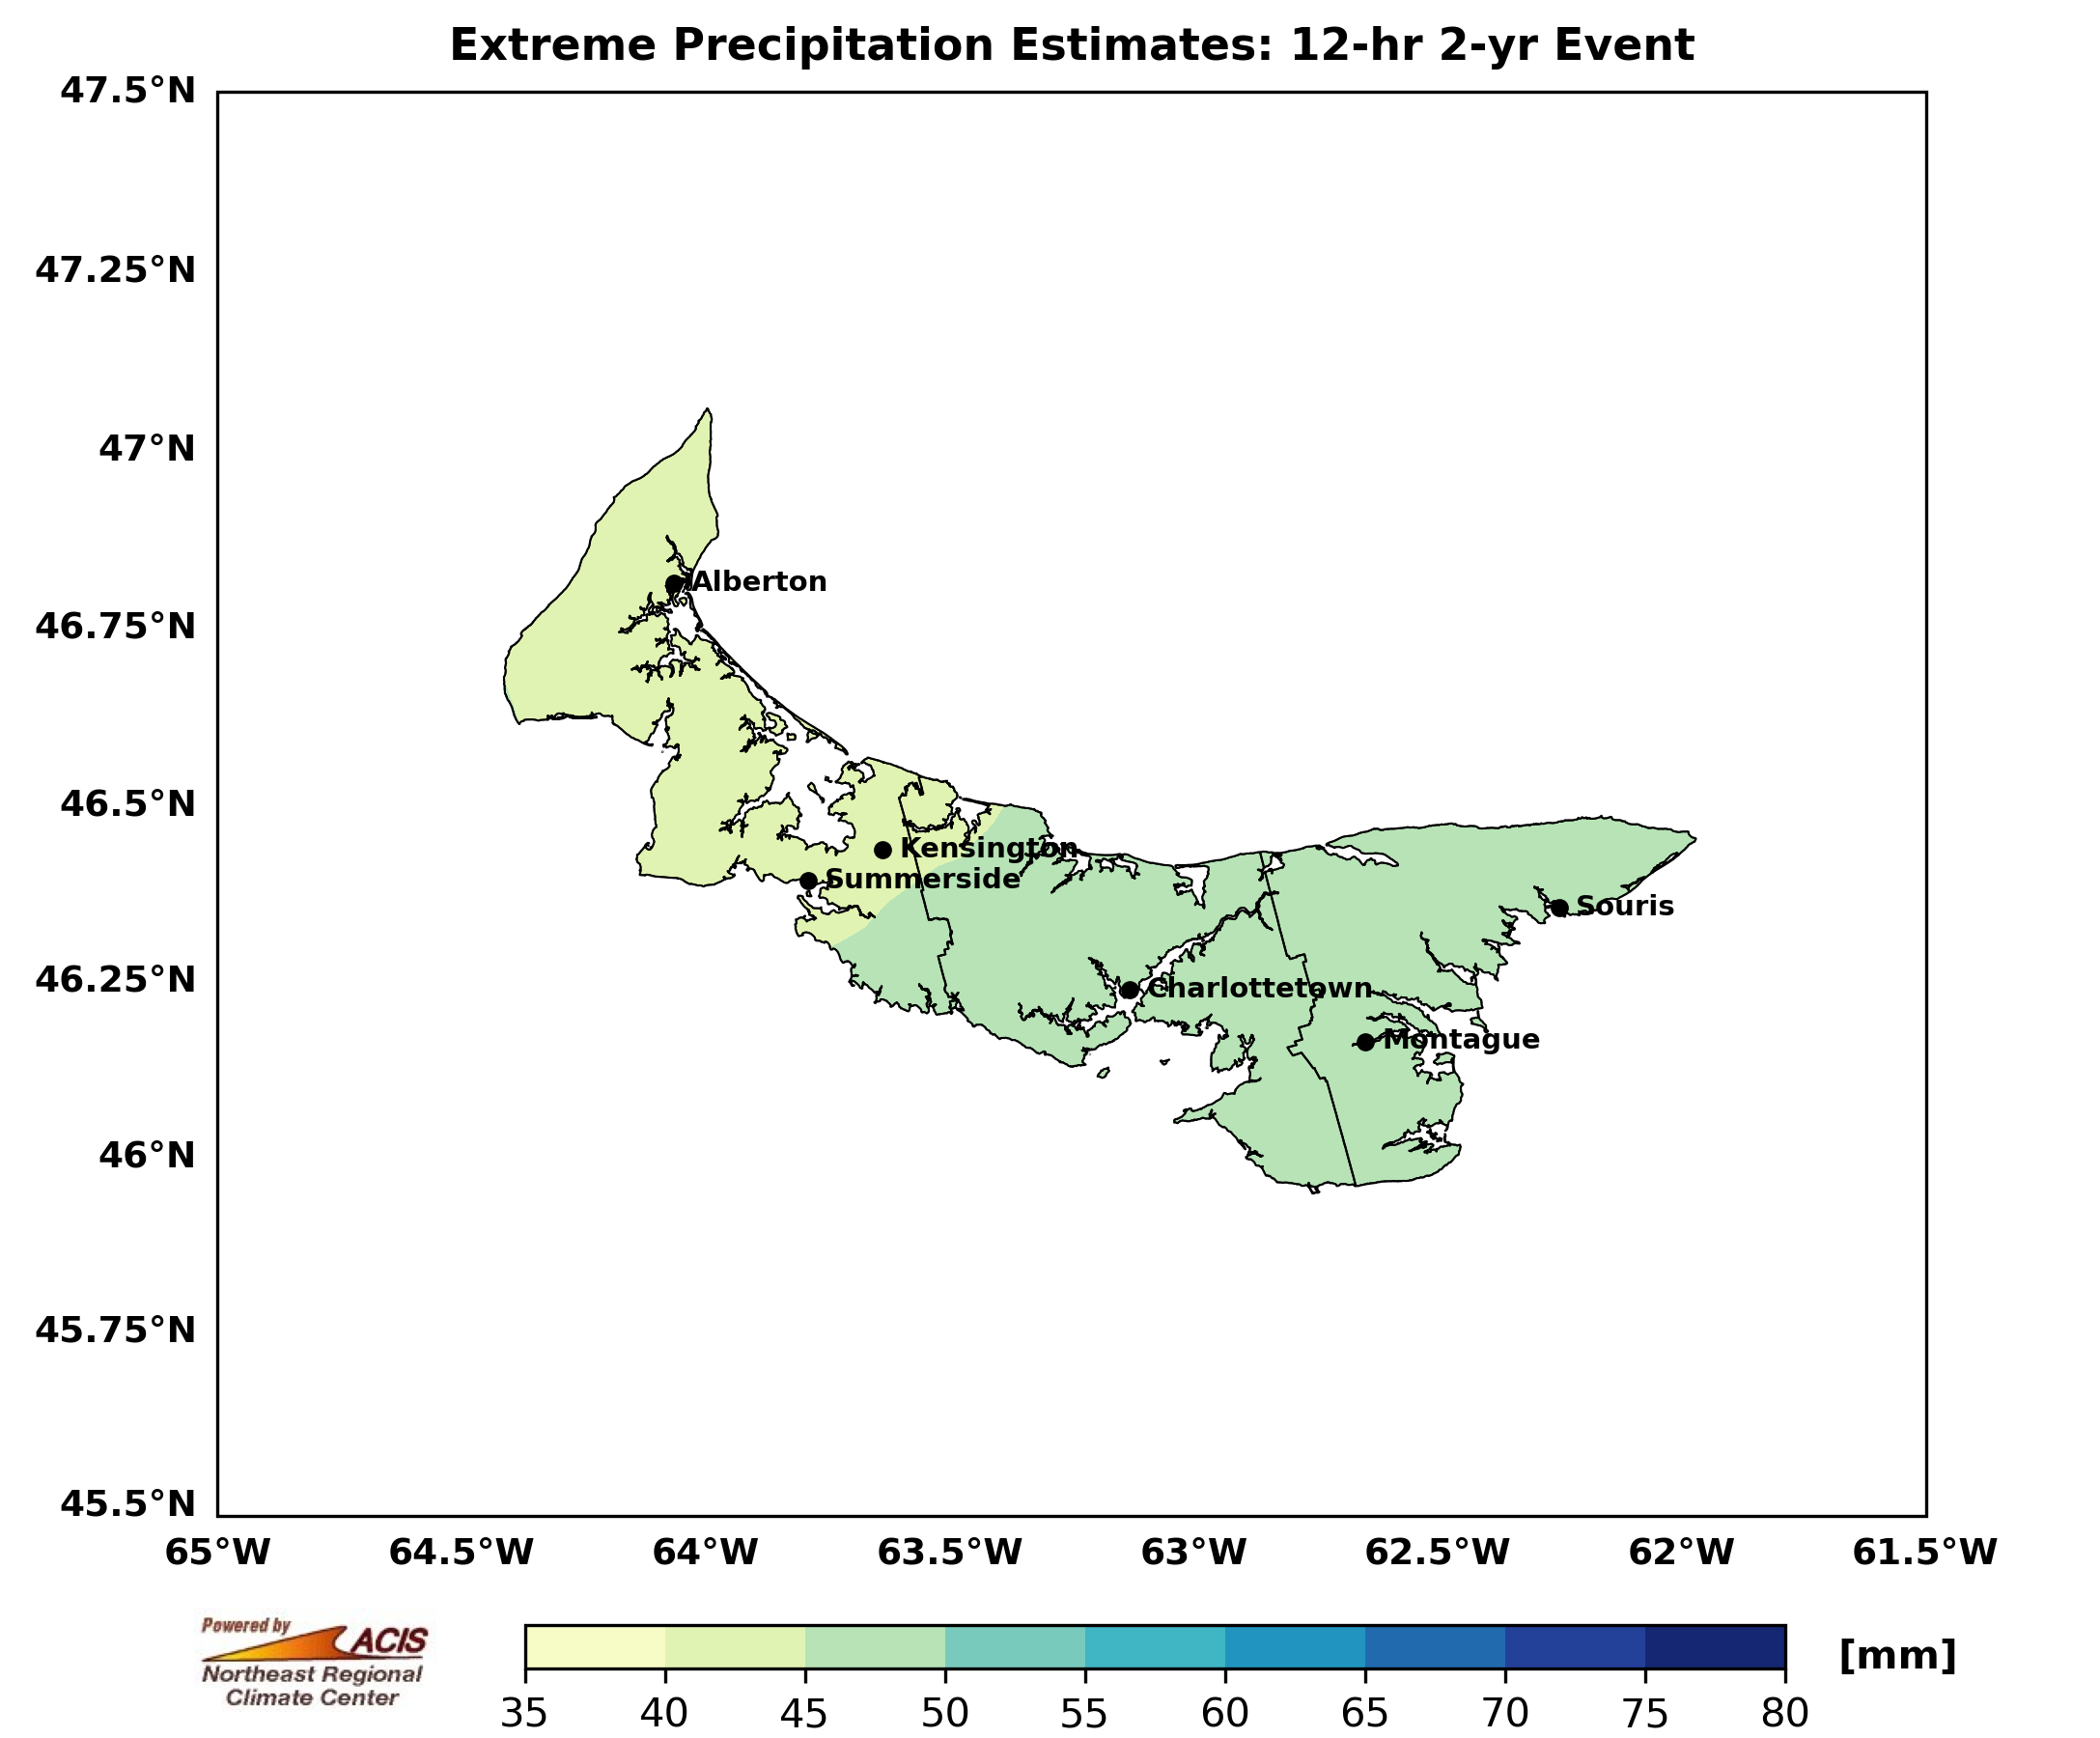 Extreme Precipitation Estimates: 12-hr 2-yr Event
47.5°N
47.25°N
47°N
46.75°N
46.5°N
46.25°N
46°N
45.75°N
45.5°N
Alberton
Kensington
Summerside
Souris
Charlottetown
Montague
65°W 64.5°W 64°W 63.5°W 63°W 62.5°W 62°W 61.5°W
Powered by
ACIS
Northeast Regional
Climate Center
[mm]
35 40 45 50 55 60 65 70 75 80